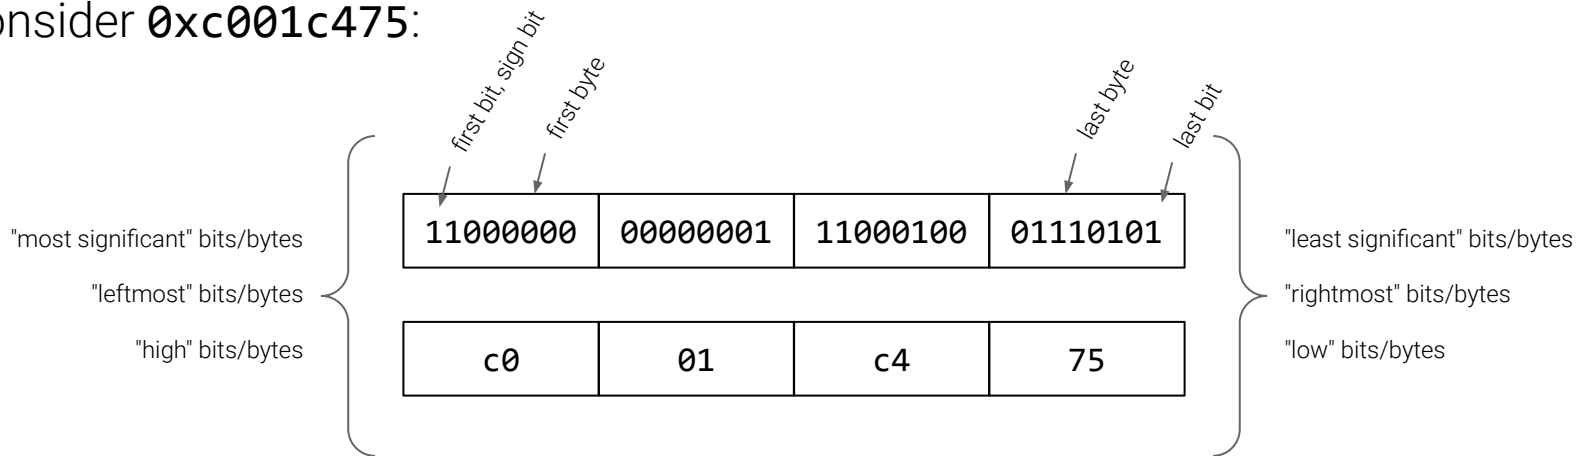 onsider 0xc001c475:
first bit, sign bit
first byte
last byte
last bit
11000000 00000001 11000100 01110101
"most significant" bits/bytes
"leftmost" bits/bytes
"high" bits/bytes
"least significant" bits/bytes
"rightmost" bits/bytes
"low" bits/bytes
c0 01 c4 75